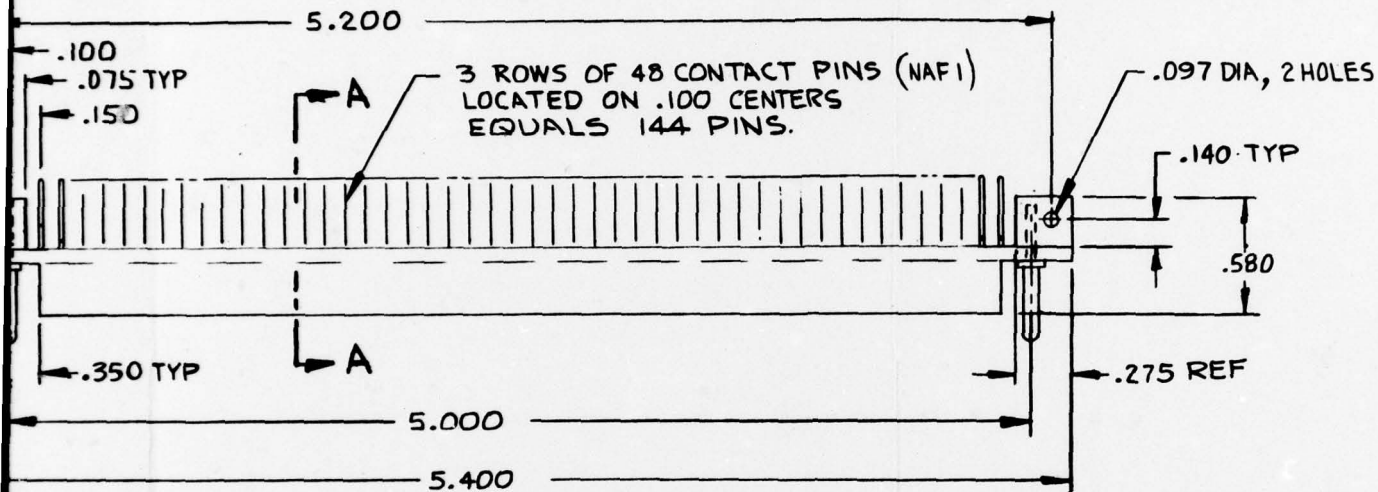 5.200
.100
.075 TYP
.150
A
3 ROWS OF 48 CONTACT PINS (NAFI)
LOCATED ON .100 CENTERS
EQUALS 144 PINS.
.097 DIA, 2 HOLES
.140 TYP
.580
.350 TYP
A
.275 REF
5.000
5.400